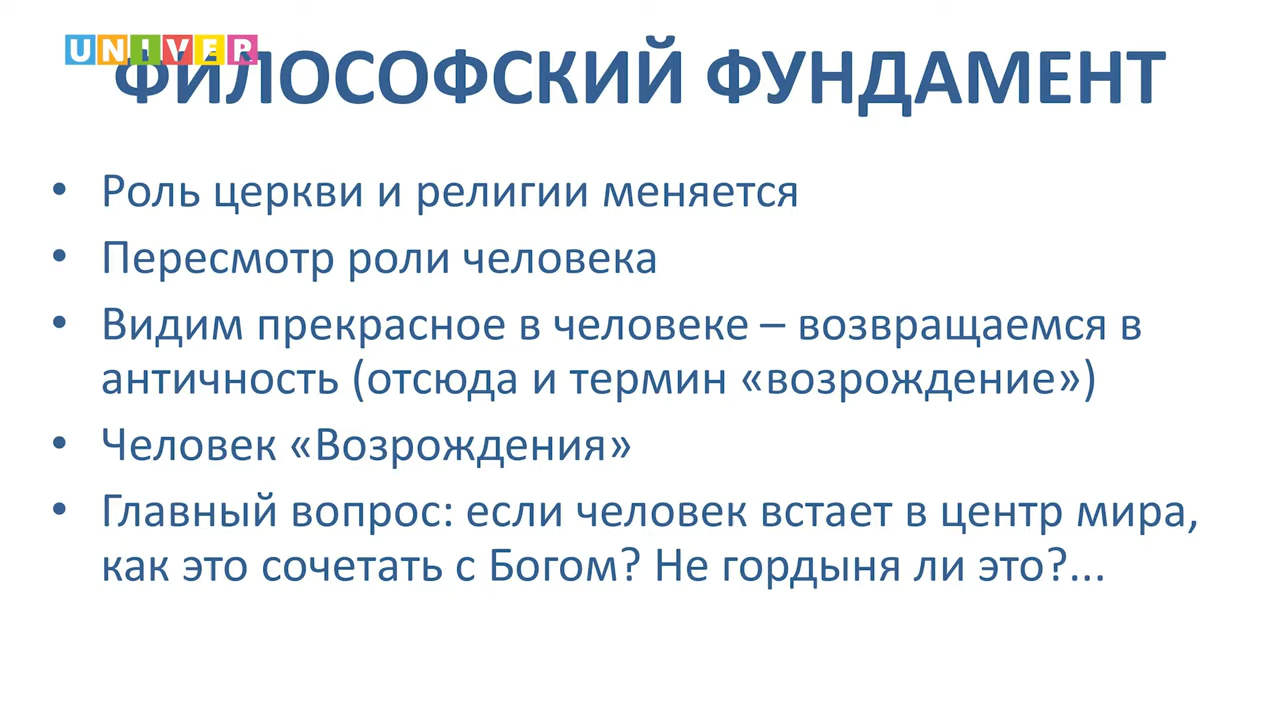 UNIVER
ФИЛОСОФСКИЙ ФУНДАМЕНТ
• Роль церкви и религии меняется
• Пересмотр роли человека
• Видим прекрасное в человеке – возвращаемся в
античность (отсюда и термин «возрождение»)
• Человек «Возрождения»
• Главный вопрос: если человек встает в центр мира,
как это сочетать с Богом? Не гордыня ли это?...